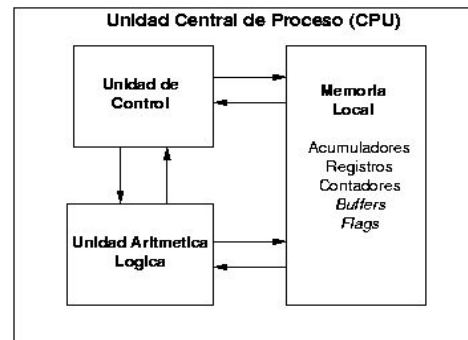 Unidad Central de Proceso (CPU)
Unidad de
Control
Memoria
Local
Acumuladores
Registros
Contadores
Buffers
Flags
Unidad Aritmetica
Logica